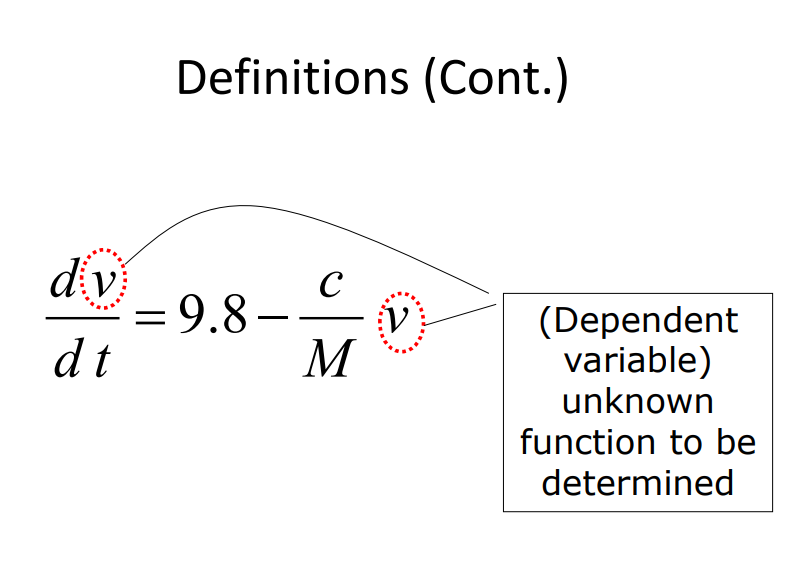 Definitions (Cont.)
dv/dt = 9.8 − c/M v
(Dependent
variable)
unknown
function to be
determined